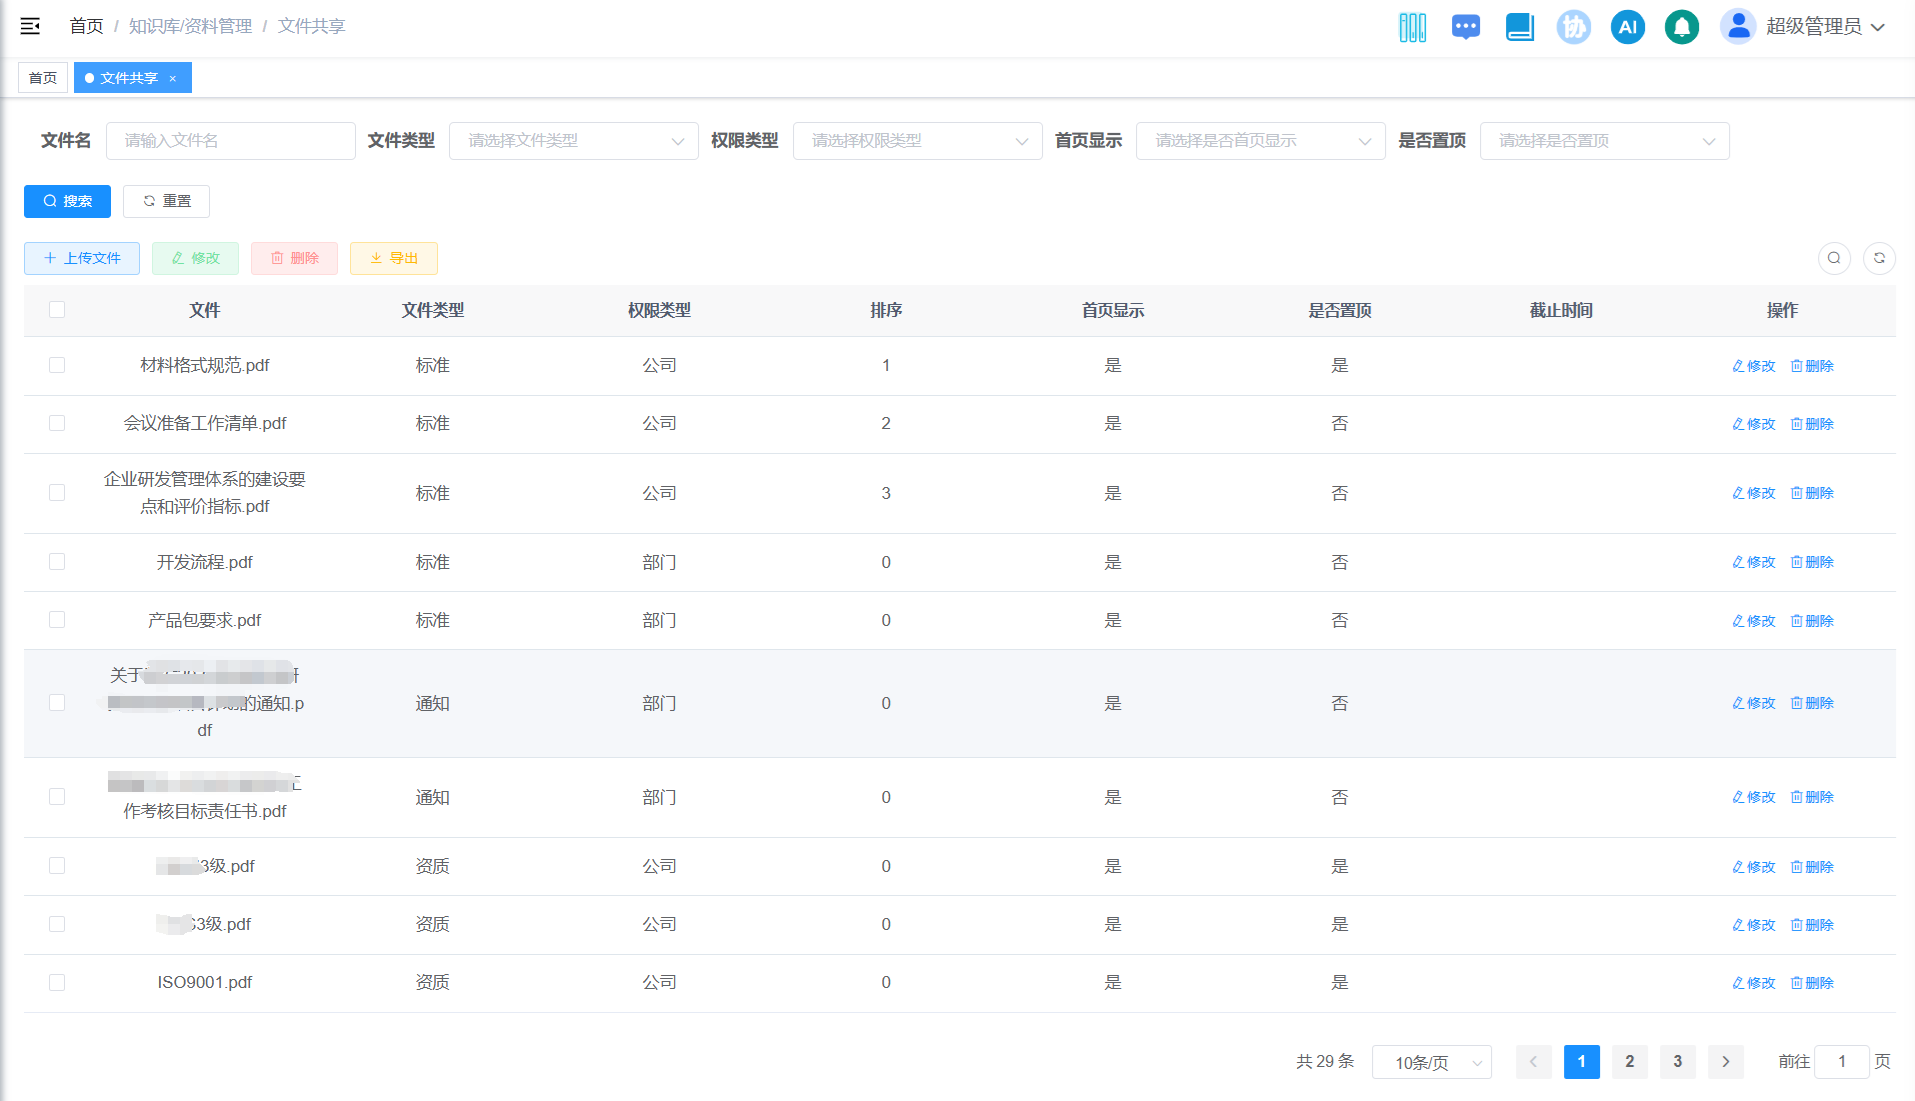 首页 / 知识库/资料管理 / 文件共享
协 AI 超级管理员
首页 文件共享 ×
文件名 请输入文件名 文件类型 请选择文件类型 权限类型 请选择权限类型 首页显示 请选择是否首页显示 是否置顶 请选择是否置顶
搜索 重置
上传文件 修改 删除 导出
文件 文件类型 权限类型 排序 首页显示 是否置顶 截止时间 操作
材料格式规范.pdf 标准 公司 1 是 是 修改 删除
会议准备工作清单.pdf 标准 公司 2 是 否 修改 删除
企业研发管理体系的建设要
点和评价指标.pdf 标准 公司 3 是 否 修改 删除
开发流程.pdf 标准 部门 0 是 否 修改 删除
产品包要求.pdf 标准 部门 0 是 否 修改 删除
关于
的通知.p
df 通知 部门 0 是 否 修改 删除
作考核目标责任书.pdf 通知 部门 0 是 否 修改 删除
3级.pdf 资质 公司 0 是 是 修改 删除
3级.pdf 资质 公司 0 是 是 修改 删除
ISO9001.pdf 资质 公司 0 是 是 修改 删除
共 29 条 10条/页 1 2 3 前往 1 页